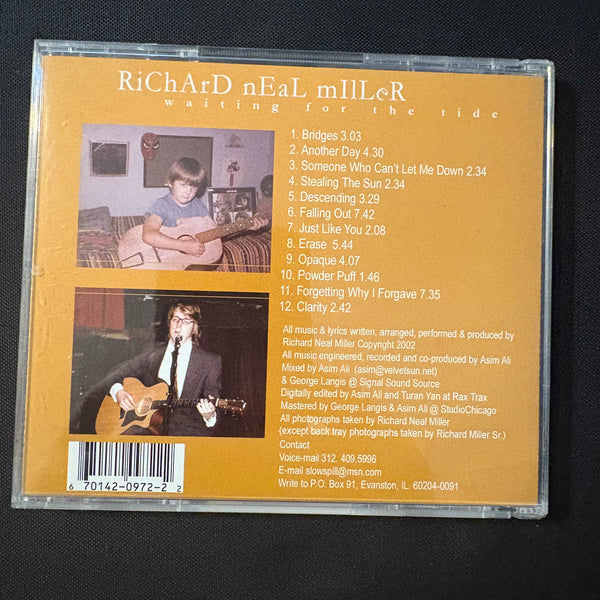 RiChArD nEaL mIlLeR
waiting for the tide
1. Bridges 3.03
2. Another Day 4.30
3. Someone Who Can't Let Me Down 2.34
4. Stealing The Sun 2.34
5. Descending 3.29
6. Falling Out 7.42
7. Just Like You 2.08
8. Erase 5.44
9. Opaque 4.07
10. Powder Puff 1.46
11. Forgetting Why I Forgave 7.35
12. Clarity 2.42
All music & lyrics written, arranged, performed & produced by
Richard Neal Miller Copyright 2002
All music engineered, recorded and co-produced by Asim Ali
Mixed by Asim Ali (asim@velvetsun.net)
& George Langis @ Signal Sound Source
Digitally edited by Asim Ali and Turan Yan at Rax Trax
Mastered by George Langis & Asim Ali @ StudioChicago
All photographs taken by Richard Neal Miller
(except back tray photographs taken by Richard Miller Sr.)
Contact
Voice-mail 312. 409.5996
E-mail slowspill@msn.com
Write to P.O. Box 91, Evanston, IL. 60204-0091
6 70142-0972-2 2